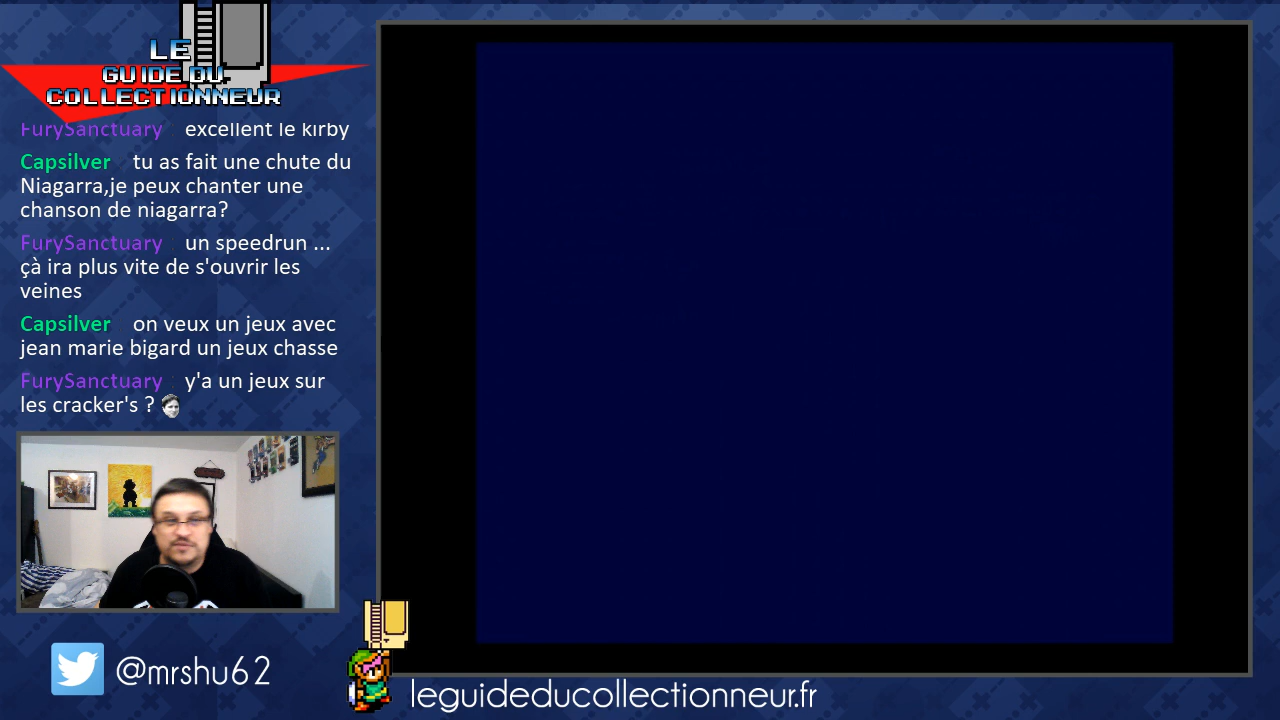 LE
GUIDE DU
COLLECTIONNEUR
FurySanctuary : excellent le kirby
Capsilver tu as fait une chute du
Niagarra,je peux chanter une
chanson de niagarra?
FurySanctuary : un speedrun ...
çà ira plus vite de s'ouvrir les
veines
Capsilver on veux un jeux avec
jean marie bigard un jeux chasse
FurySanctuary : y'a un jeux sur
les cracker's ?
@mrshu62
leguideducollectionneur.fr